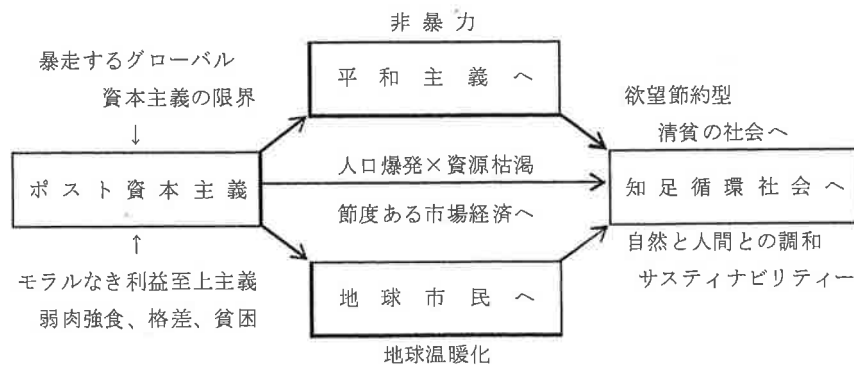 非暴力
平和主義へ
暴走するグローバル
資本主義の限界
↓
欲望節約型
清貧の社会へ
ポスト資本主義
人口爆発×資源枯渇
節度ある市場経済へ
知足循環社会へ
↑
モラルなき利益至上主義
弱肉強食、格差、貧困
自然と人間との調和
サスティナビリティー
地球市民へ
地球温暖化